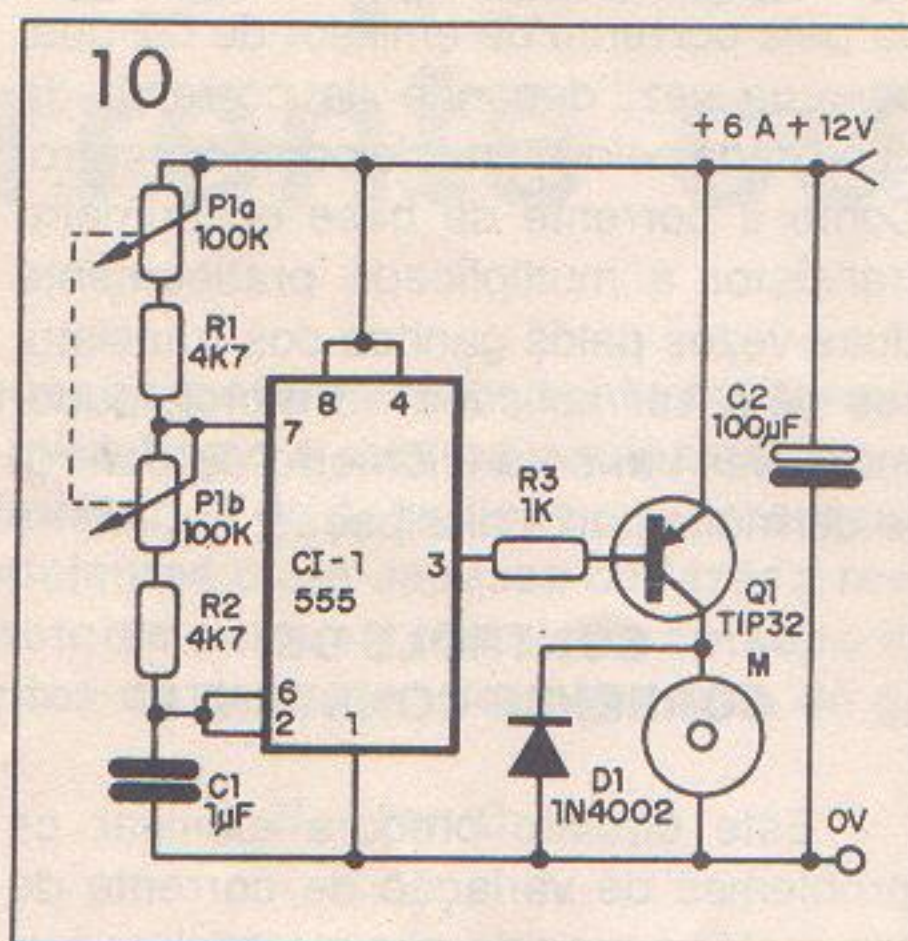 10
+ 6 A + 12V
P1a
100K
R1
4K7
8 4
7
C2
100µF
P1b
100K
R3
1K
CI-1
555
3
R2
4K7
Q1
TIP32
M
6
2
1
C1
1µF
D1
1N4002
0V